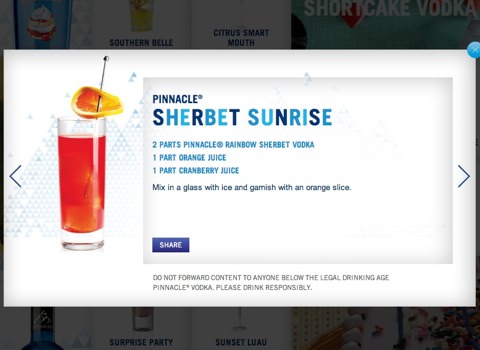 SHORTCAKE VODKA
SOUTHERN BELLE
CITRUS SMART
MOUTH
PINNACLE®
SHERBET SUNRISE
2 PARTS PINNACLE® RAINBOW SHERBET VODKA
1 PART ORANGE JUICE
1 PART CRANBERRY JUICE
Mix in a glass with ice and garnish with an orange slice.
SHARE
DO NOT FORWARD CONTENT TO ANYONE BELOW THE LEGAL DRINKING AGE
PINNACLE® VODKA. PLEASE DRINK RESPONSIBLY.
SURPRISE PARTY
SUNSET LUAU